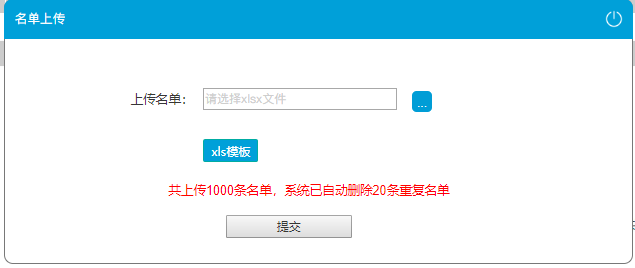 名单上传
上传名单： 请选择xlsx文件 ...
xls模板
共上传1000条名单，系统已自动删除20条重复名单
提交